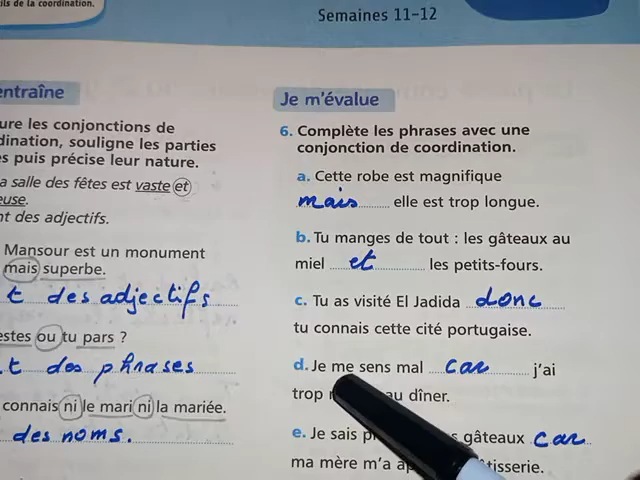 ils de la coordination.
Semaines 11-12
entraîne
ure les conjonctions de
dination, souligne les parties
s puis précise leur nature.
a salle des fêtes est vaste et
euse.
nt des adjectifs.
Mansour est un monument
mais superbe.
t des adjectifs
estes ou tu pars ?
t des phrases
connais ni le mari ni la mariée.
des noms.
Je m'évalue
6. Complète les phrases avec une
conjonction de coordination.
a. Cette robe est magnifique
mais elle est trop longue.
b. Tu manges de tout : les gâteaux au
miel et les petits-fours.
c. Tu as visité El Jadida donc
tu connais cette cité portugaise.
d. Je me sens mal car j'ai
trop au dîner.
e. Je sais gâteaux car
ma mère m'a